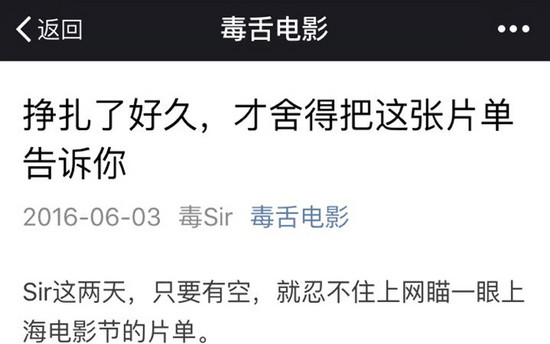 返回 毒舌电影
挣扎了好久，才舍得把这张片单
告诉你
2016-06-03 毒Sir 毒舌电影
Sir这两天，只要有空，就忍不住上网瞄一眼上
海电影节的片单。